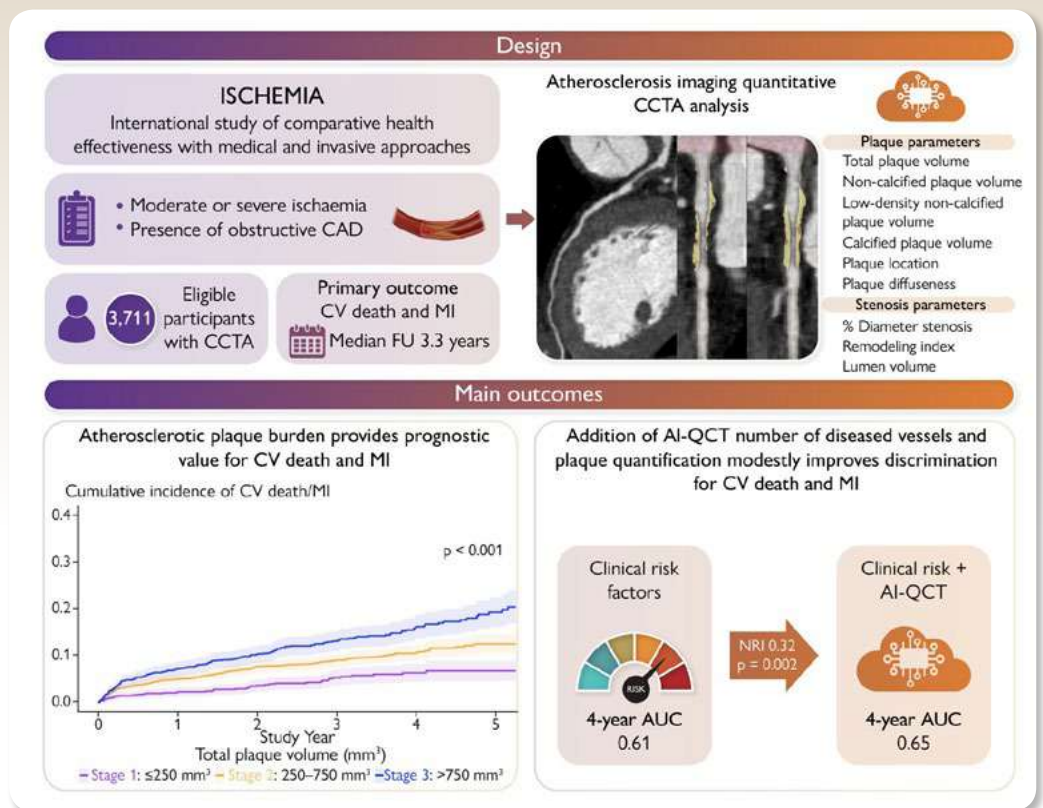 Design
ISCHEMIA
International study of comparative health
effectiveness with medical and invasive approaches
• Moderate or severe ischaemia
• Presence of obstructive CAD
3,711
Eligible
participants
with CCTA
Primary outcome
CV death and MI
Median FU 3.3 years
Atherosclerosis imaging quantitative
CCTA analysis
Plaque parameters
Total plaque volume
Non-calcified plaque volume
Low-density non-calcified
plaque volume
Calcified plaque volume
Plaque location
Plaque diffuseness
Stenosis parameters
% Diameter stenosis
Remodeling index
Lumen volume
Main outcomes
Atherosclerotic plaque burden provides prognostic
value for CV death and MI
Cumulative incidence of CV death/MI
0.4
0.3
0.2
0.1
0.0
p < 0.001
0 1 2 3 4 5
Study Year
Total plaque volume (mm³)
Stage 1: ≤250 mm³ Stage 2: 250–750 mm³ Stage 3: >750 mm³
Addition of AI-QCT number of diseased vessels and
plaque quantification modestly improves discrimination
for CV death and MI
Clinical risk
factors
RISK
4-year AUC
0.61
NRI 0.32
p = 0.002
Clinical risk +
AI-QCT
4-year AUC
0.65